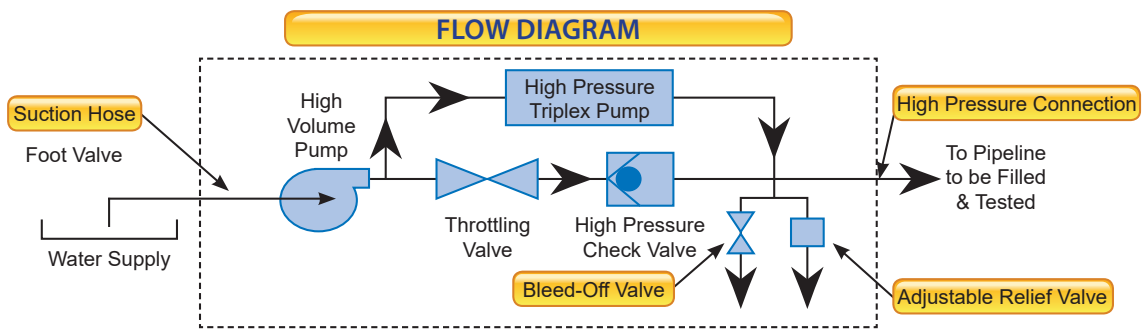 FLOW DIAGRAM
Suction Hose
Foot Valve
Water Supply
High
Volume
Pump
High Pressure
Triplex Pump
Throttling
Valve
High Pressure
Check Valve
Bleed-Off Valve
High Pressure Connection
To Pipeline
to be Filled
& Tested
Adjustable Relief Valve